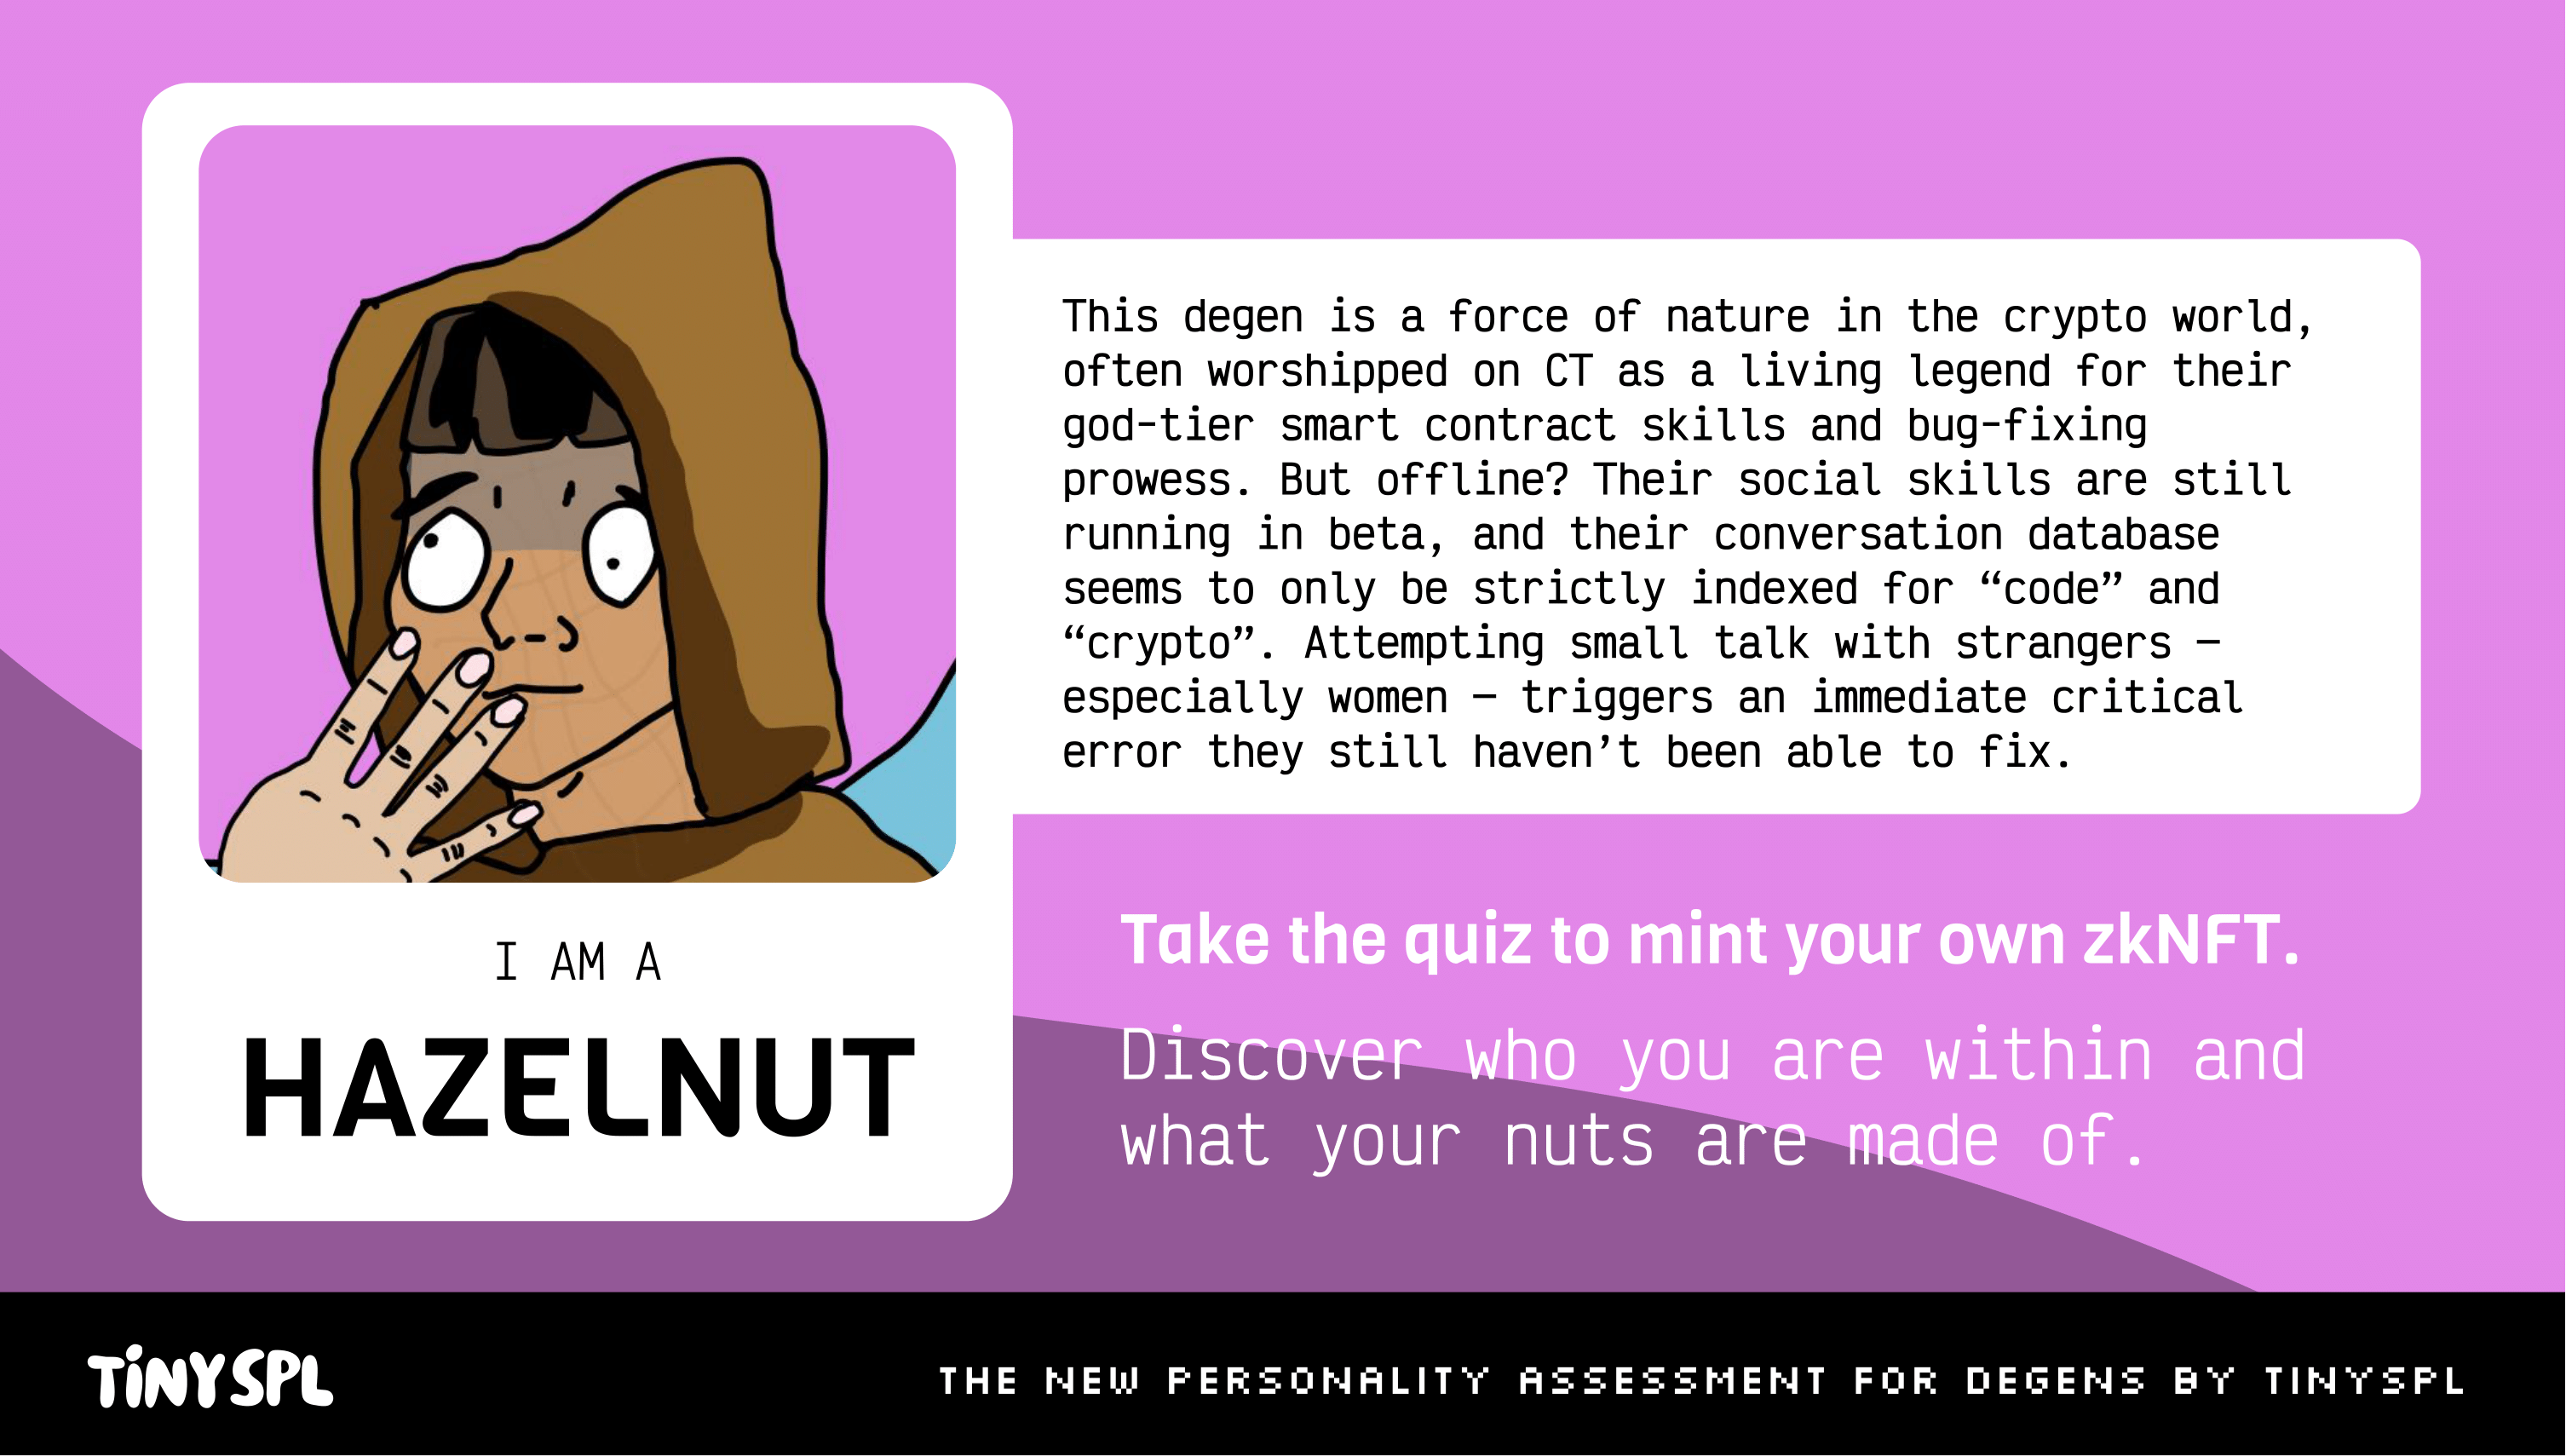 This degen is a force of nature in the crypto world,
often worshipped on CT as a living legend for their
god-tier smart contract skills and bug-fixing
prowess. But offline? Their social skills are still
running in beta, and their conversation database
seems to only be strictly indexed for “code” and
“crypto”. Attempting small talk with strangers –
especially women – triggers an immediate critical
error they still haven’t been able to fix.
I AM A
HAZELNUT
Take the quiz to mint your own zkNFT.
Discover who you are within and
what your nuts are made of.
TiNYSPL
THE NEW PERSONALITY ASSESSMENT FOR DEGENS BY TINYSPL